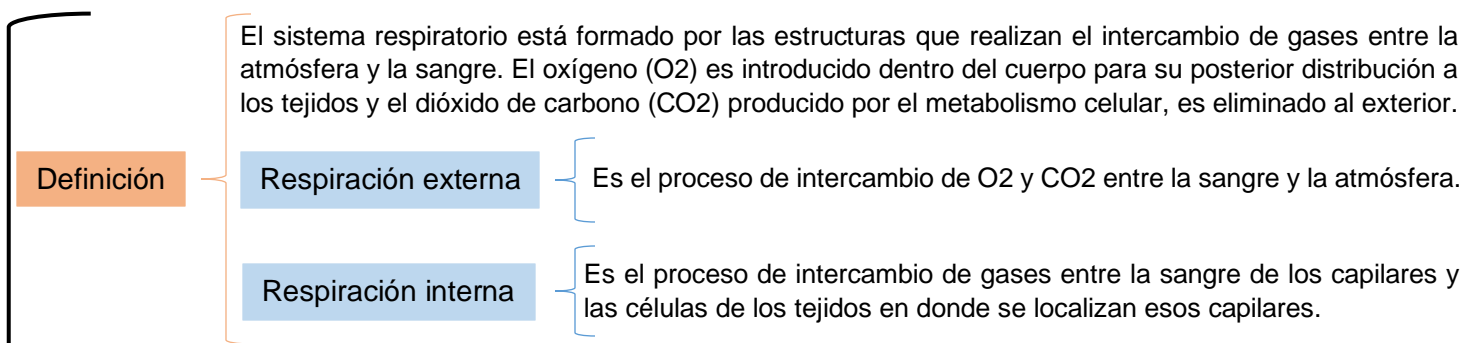 El sistema respiratorio está formado por las estructuras que realizan el intercambio de gases entre la
atmósfera y la sangre. El oxígeno (O2) es introducido dentro del cuerpo para su posterior distribución a
los tejidos y el dióxido de carbono (CO2) producido por el metabolismo celular, es eliminado al exterior.
Definición
Respiración externa
Es el proceso de intercambio de O2 y CO2 entre la sangre y la atmósfera.
Respiración interna
Es el proceso de intercambio de gases entre la sangre de los capilares y
las células de los tejidos en donde se localizan esos capilares.